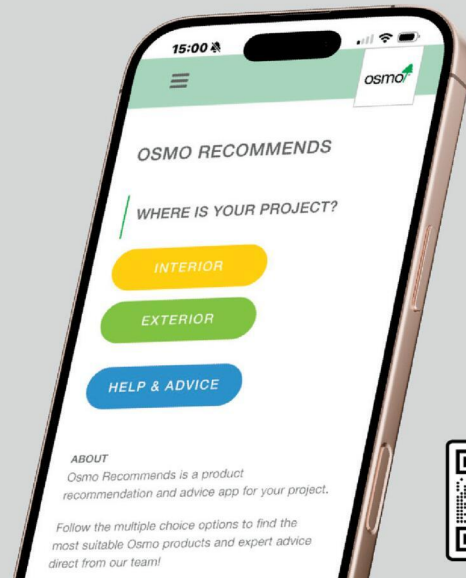 15:00
osmo
OSMO RECOMMENDS
WHERE IS YOUR PROJECT?
INTERIOR
EXTERIOR
HELP & ADVICE
ABOUT
Osmo Recommends is a product
recommendation and advice app for your project.
Follow the multiple choice options to find the
most suitable Osmo products and expert advice
direct from our team!